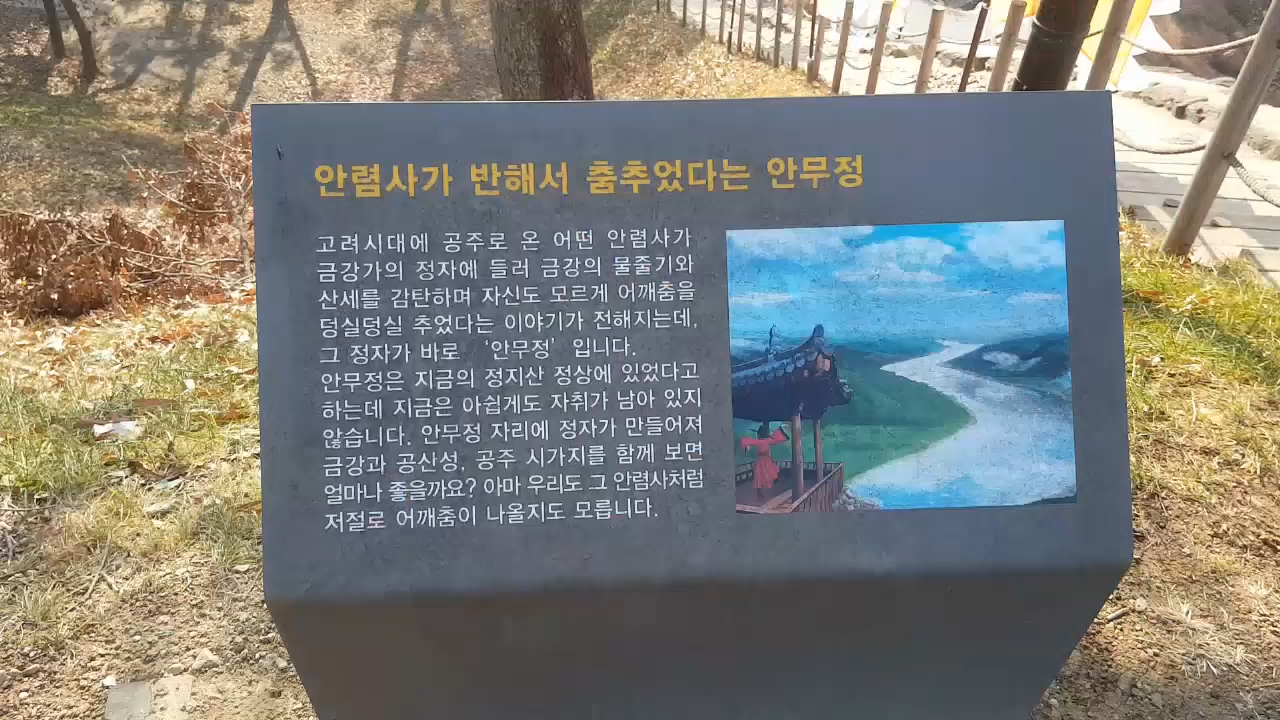 안렴사가 반해서 춤추었다는 안무정
고려시대에 공주로 온 어떤 안렴사가
금강가의 정자에 들러 금강의 물줄기와
산세를 감탄하며 자신도 모르게 어깨춤을
덩실덩실 추었다는 이야기가 전해지는데,
그 정자가 바로 ‘안무정’ 입니다.
안무정은 지금의 정지산 정상에 있었다고
하는데 지금은 아쉽게도 자취가 남아 있지
않습니다. 안무정 자리에 정자가 만들어져
금강과 공산성, 공주 시가지를 함께 보면
얼마나 좋을까요? 아마 우리도 그 안렴사처럼
저절로 어깨춤이 나올지도 모릅니다.